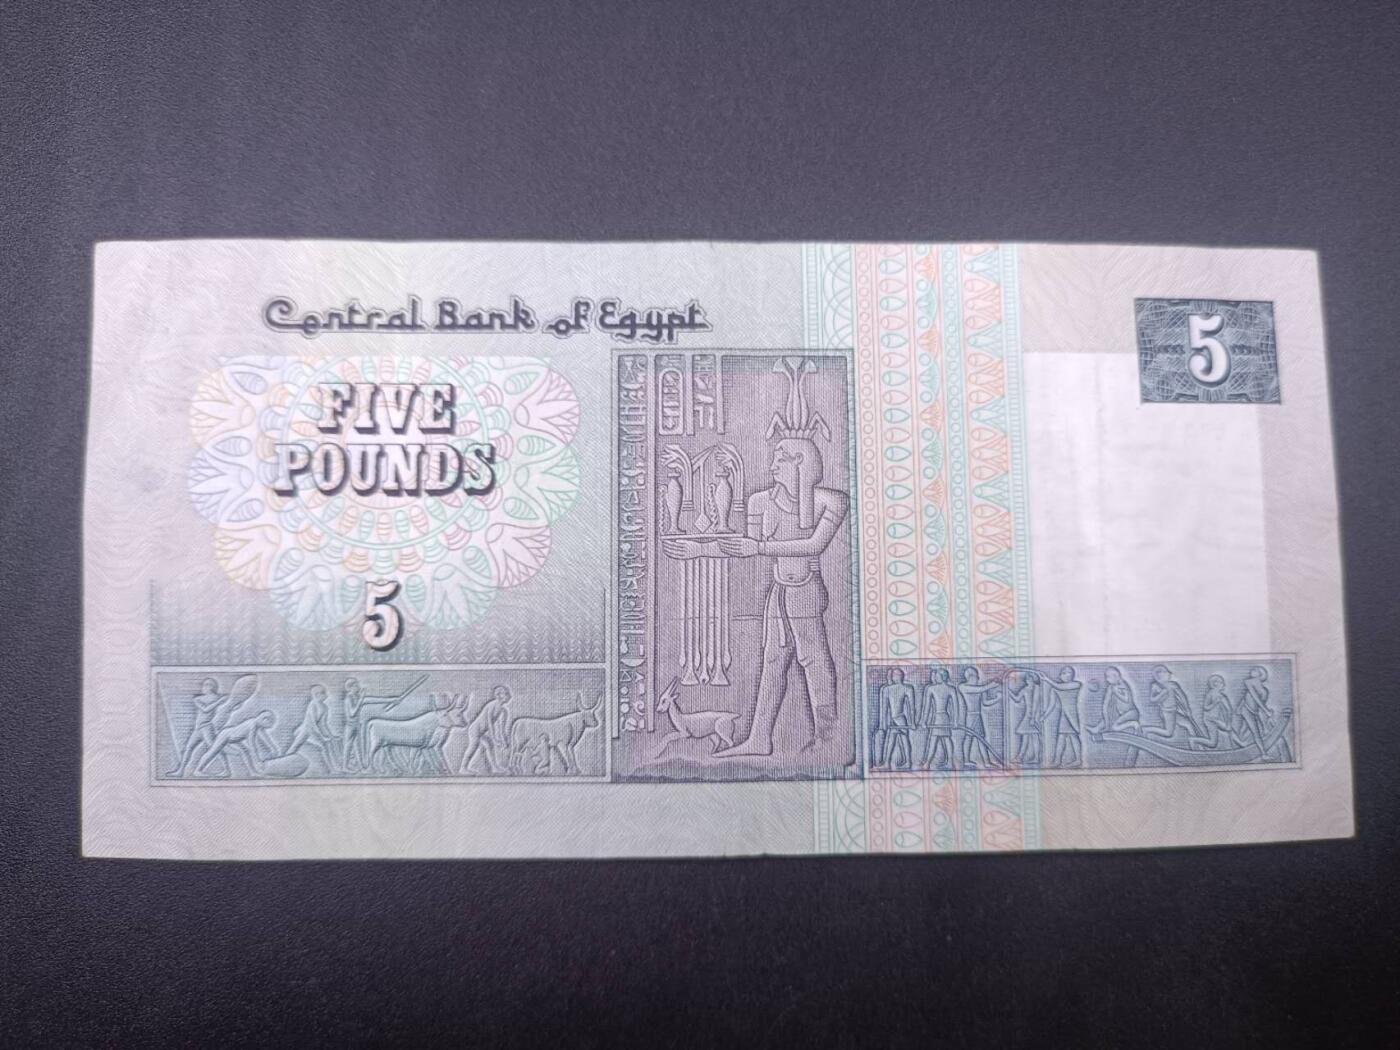 Central Bank of Egypt
5
FIVE
POUNDS
5